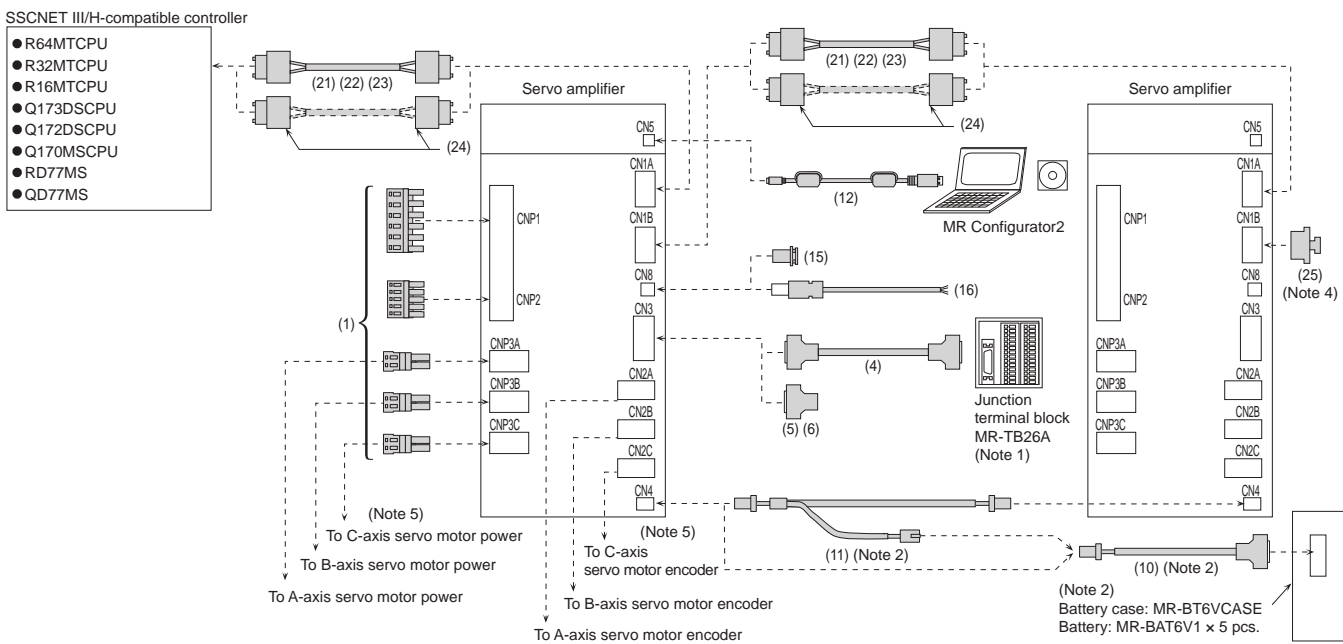 SSCNET III/H-compatible controller
● R64MTCPU
● R32MTCPU
● R16MTCPU
● Q173DSCPU
● Q172DSCPU
● Q170MSCPU
● RD77MS
● QD77MS
(21) (22) (23)
(24)
Servo amplifier
CN5
CN1A
CN1B
CN8
CN3
CN2A
CN2B
CN2C
CN4
CNP1
CNP2
CNP3A
CNP3B
CNP3C
(1)
(Note 5)
To C-axis servo motor power
To B-axis servo motor power
To A-axis servo motor power
(Note 5)
To C-axis
servo motor encoder
To B-axis servo motor encoder
To A-axis servo motor encoder
(21) (22) (23)
(24)
(12)
MR Configurator2
(15)
(16)
(4)
(5) (6)
Junction
terminal block
MR-TB26A
(Note 1)
(11) (Note 2)
(10) (Note 2)
(Note 2)
Battery case: MR-BT6VCASE
Battery: MR-BAT6V1 × 5 pcs.
Servo amplifier
CN5
CN1A
CN1B
CN8
CN3
CN2A
CN2B
CN2C
CN4
CNP1
CNP2
CNP3A
CNP3B
CNP3C
(25)
(Note 4)